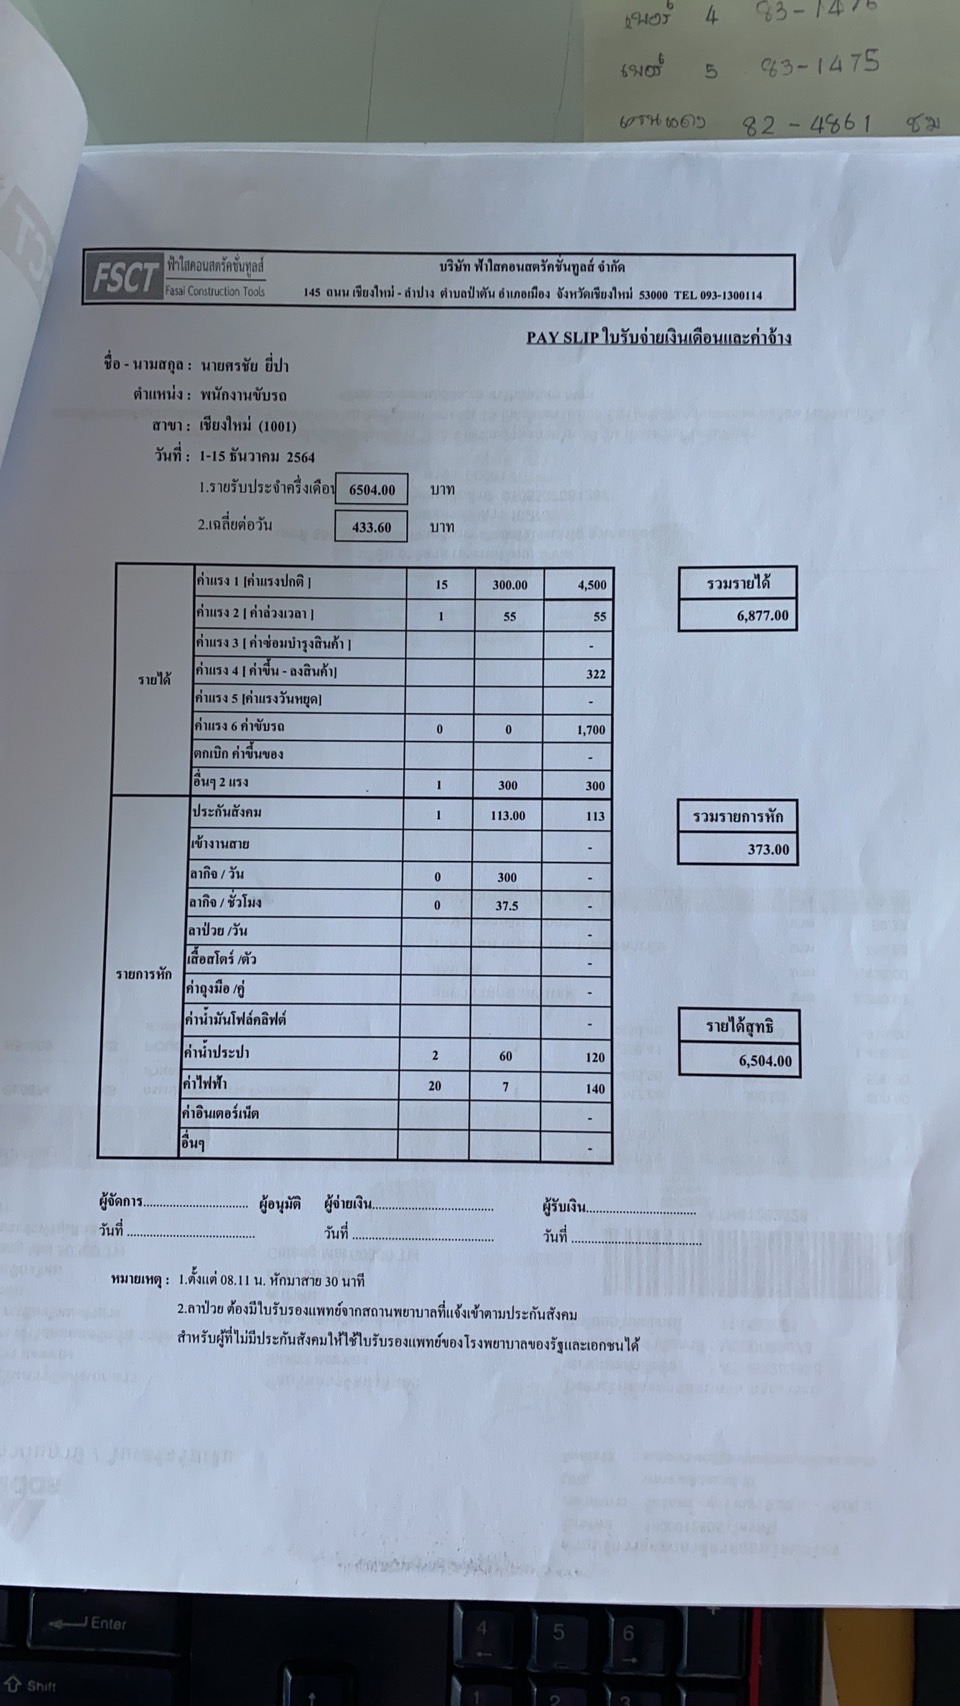 เบอร์ 4 83-1476
เบอร์ 5 83-1475
82-4861
FSCT ฟ้าใสคอนสตรัคชั่นทูลส์
Fasai Construction Tools
บริษัท ฟ้าใสคอนสตรัคชั่นทูลส์ จำกัด
145 ถนน เชียงใหม่ - ลำปาง ตำบลป่าตัน อำเภอเมือง จังหวัดเชียงใหม่ 53000 TEL 093-1300114
PAY SLIP ใบรับจ่ายเงินเดือนและค่าจ้าง
ชื่อ - นามสกุล : นายศรชัย ยี่ปา
ตำแหน่ง : พนักงานขับรถ
สาขา : เชียงใหม่ (1001)
วันที่ : 1-15 ธันวาคม 2564
1.รายรับประจำครึ่งเดือน 6504.00 บาท
2.เฉลี่ยต่อวัน 433.60 บาท
รายได้
ค่าแรง 1 [ค่าแรงปกติ ] 15 300.00 4,500
ค่าแรง 2 [ ค่าล่วงเวลา ] 1 55 55
ค่าแรง 3 [ ค่าซ่อมบำรุงสินค้า ] -
ค่าแรง 4 [ ค่าขึ้น - ลงสินค้า] 322
ค่าแรง 5 [ค่าแรงวันหยุด] -
ค่าแรง 6 ค่าขับรถ 0 0 1,700
ตกเบิก ค่าขึ้นของ -
อื่นๆ 2 แรง 1 300 300
รวมรายได้
6,877.00
รายการหัก
ประกันสังคม 1 113.00 113
เข้างานสาย -
ลากิจ / วัน 0 300 -
ลากิจ / ชั่วโมง 0 37.5 -
ลาป่วย /วัน -
เสื้อสโตร์ /ตัว -
ค่าถุงมือ /คู่ -
ค่าน้ำมันโฟล์คลิฟต์ -
ค่าน้ำประปา 2 60 120
ค่าไฟฟ้า 20 7 140
ค่าอินเตอร์เน็ต -
อื่นๆ -
รวมรายการหัก
373.00
รายได้สุทธิ
6,504.00
ผู้จัดการ............................... ผู้อนุมัติ ผู้จ่ายเงิน.................................... ผู้รับเงิน.................................
วันที่ ...................................... วันที่ .......................................... วันที่ .......................................
หมายเหตุ : 1.ตั้งแต่ 08.11 น. หักมาสาย 30 นาที
2.ลาป่วย ต้องมีใบรับรองแพทย์จากสถานพยาบาลที่แจ้งเข้าตามประกันสังคม
สำหรับผู้ที่ไม่มีประกันสังคมให้ใช้ใบรับรองแพทย์ของโรงพยาบาลของรัฐและเอกชนได้
Enter
4
5
6
Shift
1
2
3